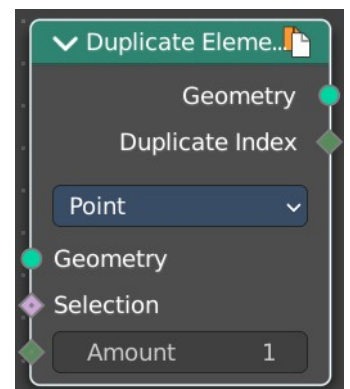 Duplicate Eleme...
Geometry
Duplicate Index
Point
Geometry
Selection
Amount 1